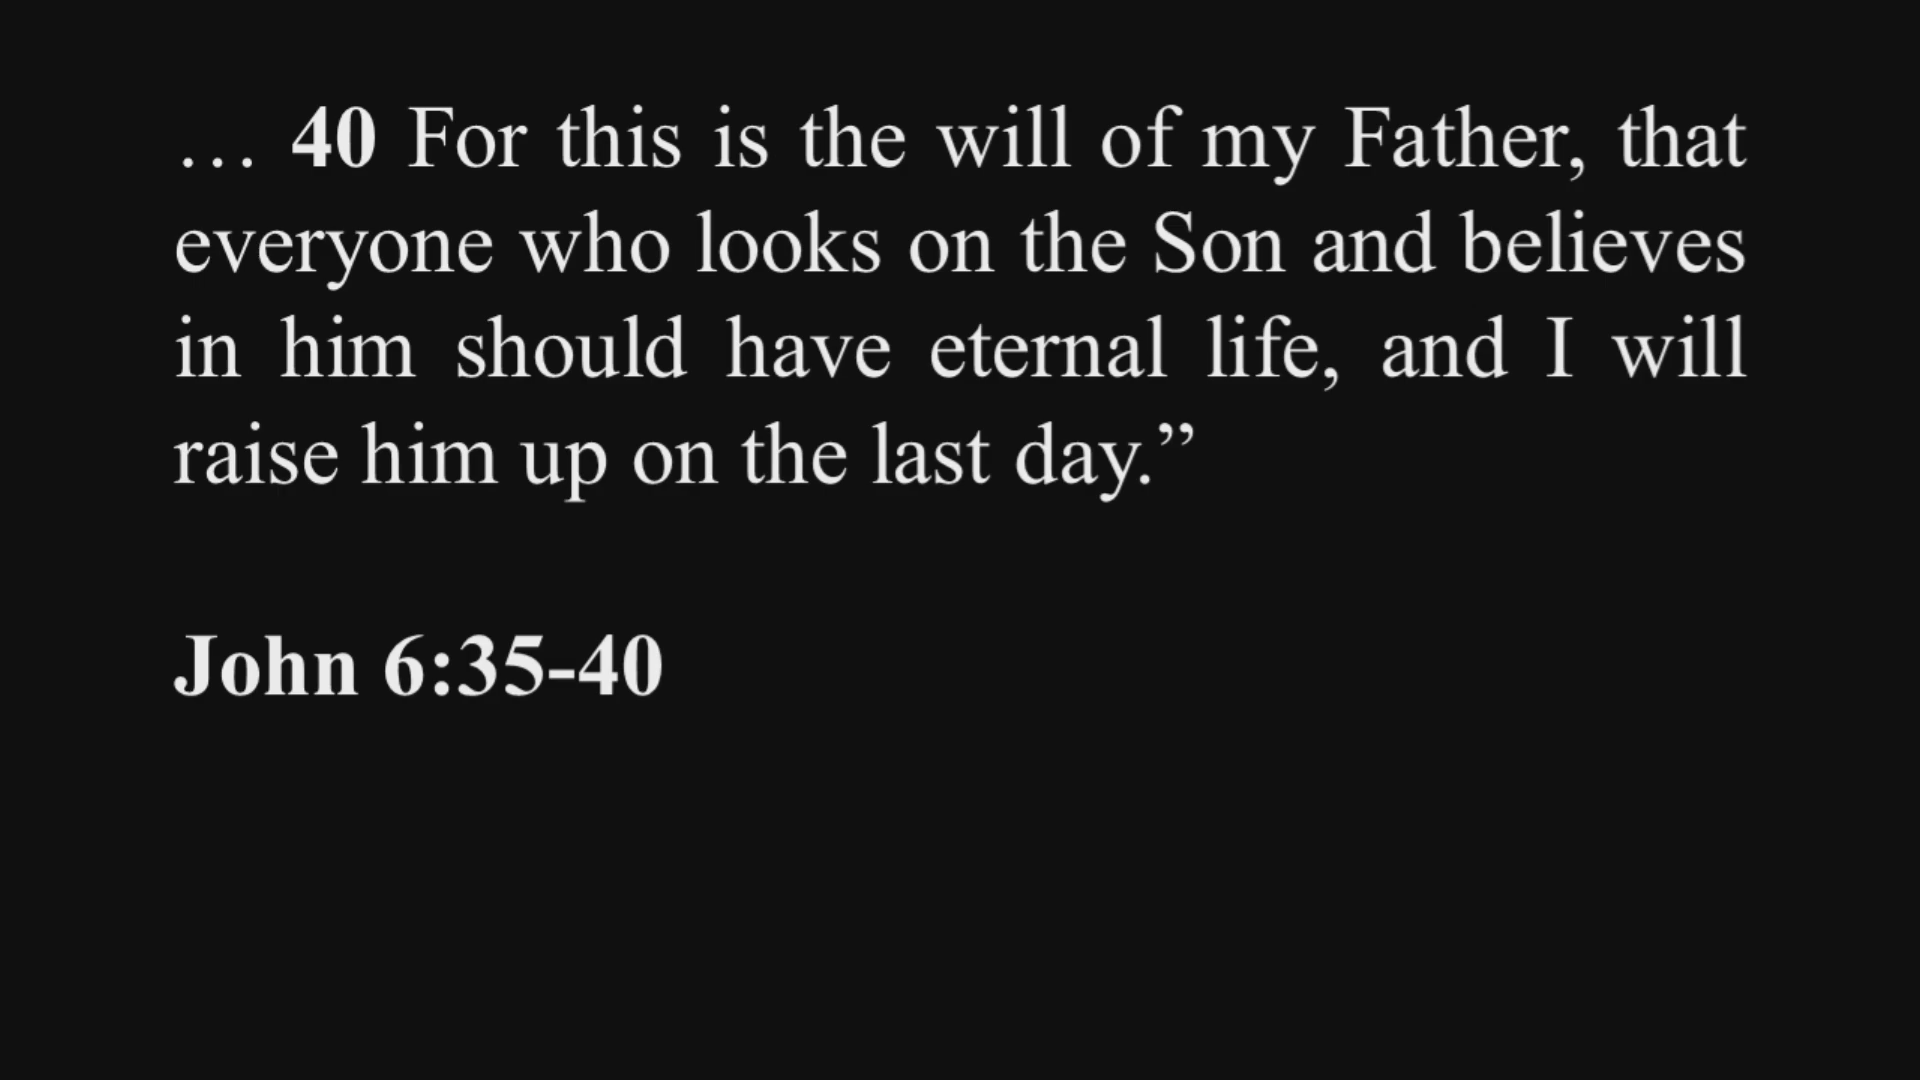 … 40 For this is the will of my Father, that
everyone who looks on the Son and believes
in him should have eternal life, and I will
raise him up on the last day.”
John 6:35-40